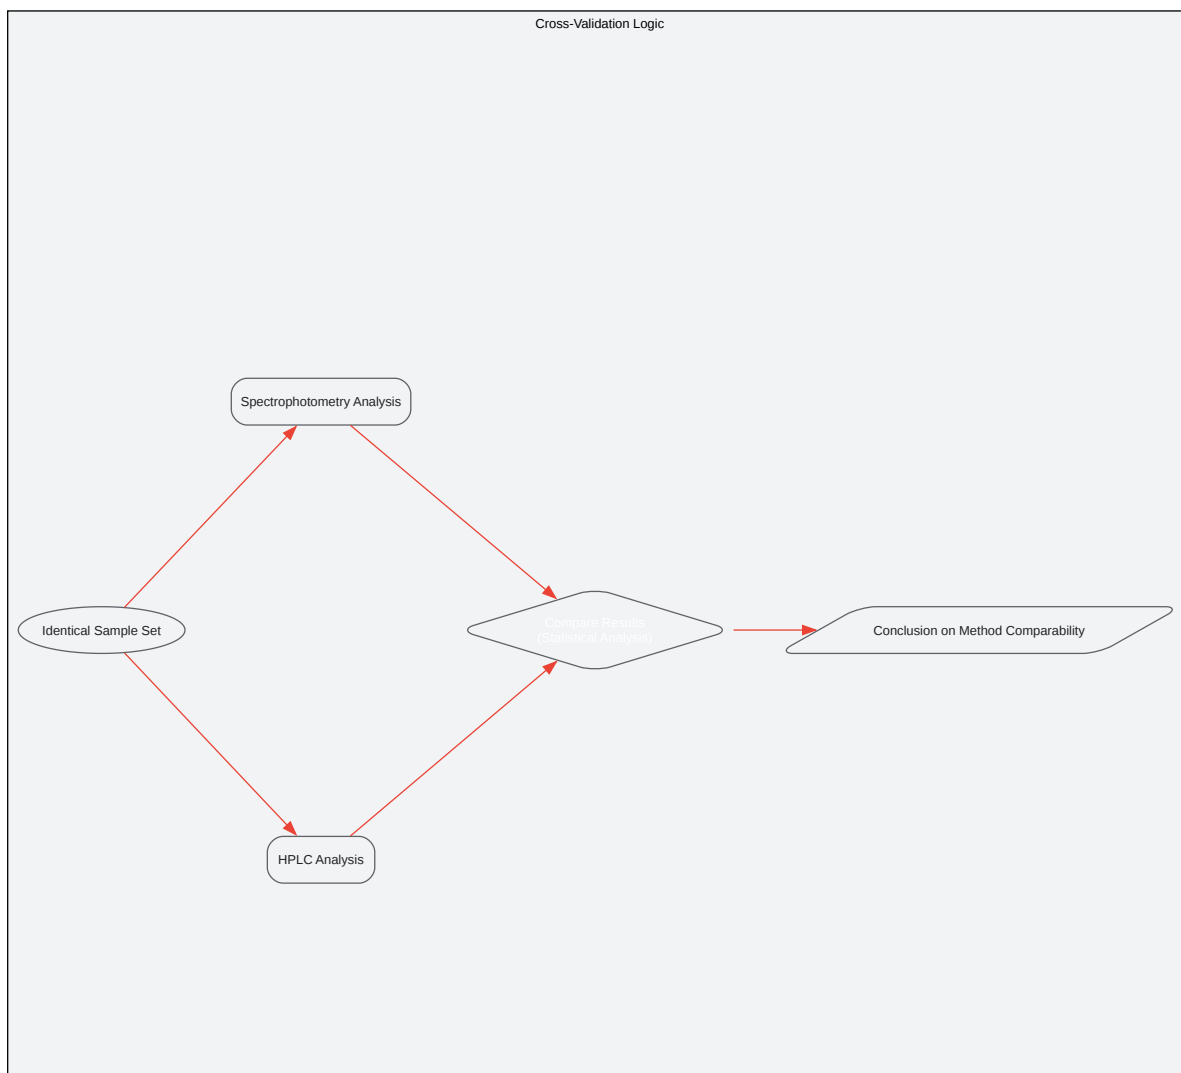 Cross-Validation Logic
Spectrophotometry Analysis
Identical Sample Set
Compare Results
(Statistical Analysis)
Conclusion on Method Comparability
HPLC Analysis